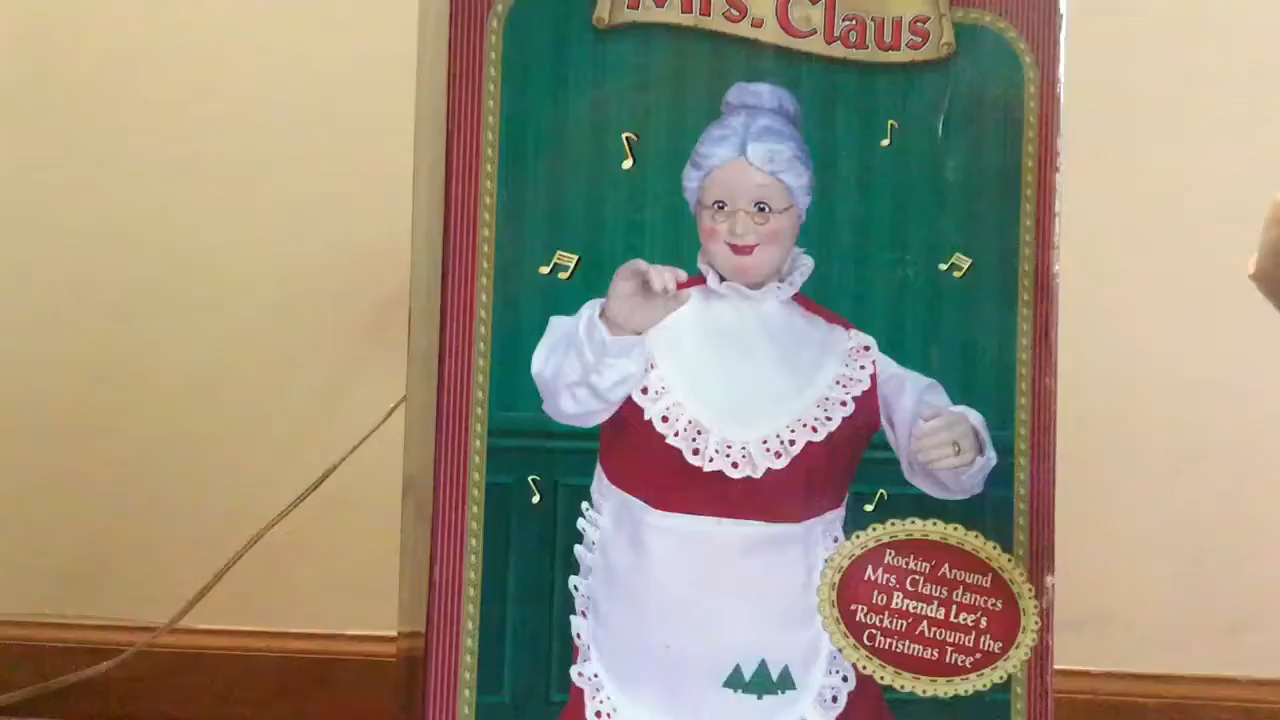 Mrs. Claus
Rockin' Around
Mrs. Claus dances
to Brenda Lee's
"Rockin' Around the
Christmas Tree"